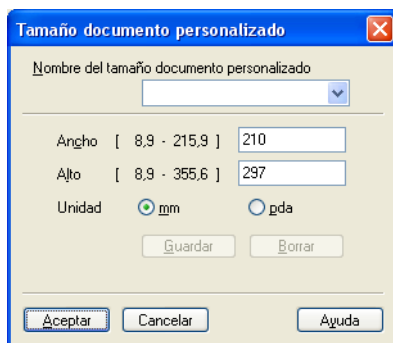 Tamaño documento personalizado
Nombre del tamaño documento personalizado
Ancho [ 8,9 - 215,9 ] 210
Alto [ 8,9 - 355,6 ] 297
Unidad mm pda
Guardar Borrar
Aceptar Cancelar Ayuda